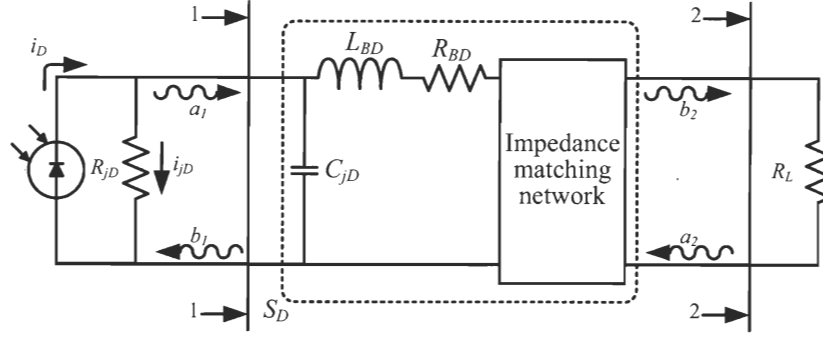 1
2
i_D
L_BD
R_BD
a_1
b_2
R_jD
i_jD
C_jD
Impedance
matching
network
R_L
b_1
a_2
1
S_D
2